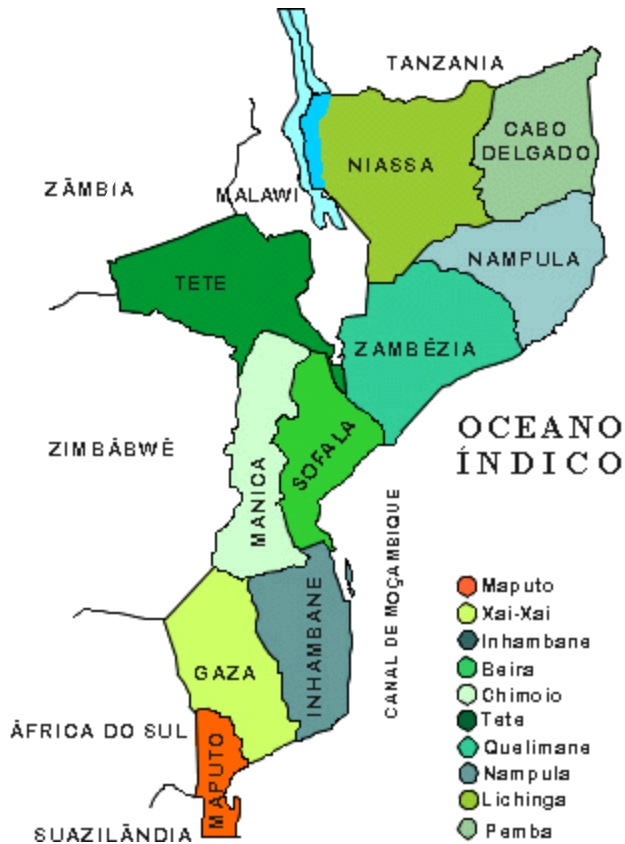 TANZANIA
CABO
DELGADO
NIASSA
ZÂMBIA
MALAWI
NAMPULA
TETE
ZAMBÉZIA
OCEANO
ÍNDICO
ZIMBÁBWÈ
SOFALA
MANICA
CANAL DE MOÇAMBIQUE
INHAMBANE
GAZA
ÁFRICA DO SUL
MAPUTO
SUAZILÂNDIA
Maputo
Xai-Xai
Inhambane
Beira
Chimoio
Tete
Quelimane
Nampula
Lichinga
Pemba